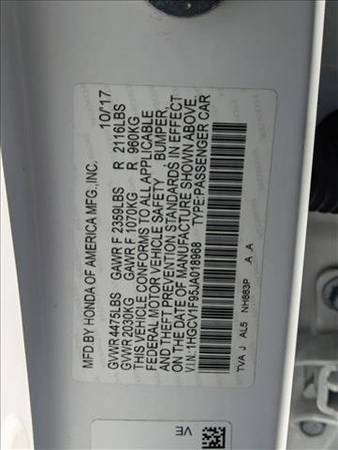 MFD BY HONDA OF AMERICA MFG.,INC. 10/17
GVWR 4475LBS GAWR F 2359LBS R 2116LBS
GVWR 2030KG GAWR F 1070KG R 960KG
THIS VEHICLE CONFORMS TO ALL APPLICABLE
FEDERAL MOTOR VEHICLE SAFETY, BUMPER,
AND THEFT PREVENTION STANDARDS IN EFFECT
ON THE DATE OF MANUFACTURE SHOWN ABOVE.
V.I.N: 1HGCV1F95JA018968 TYPE:PASSENGER CAR
TVA J AL5 NH883P A A
VE